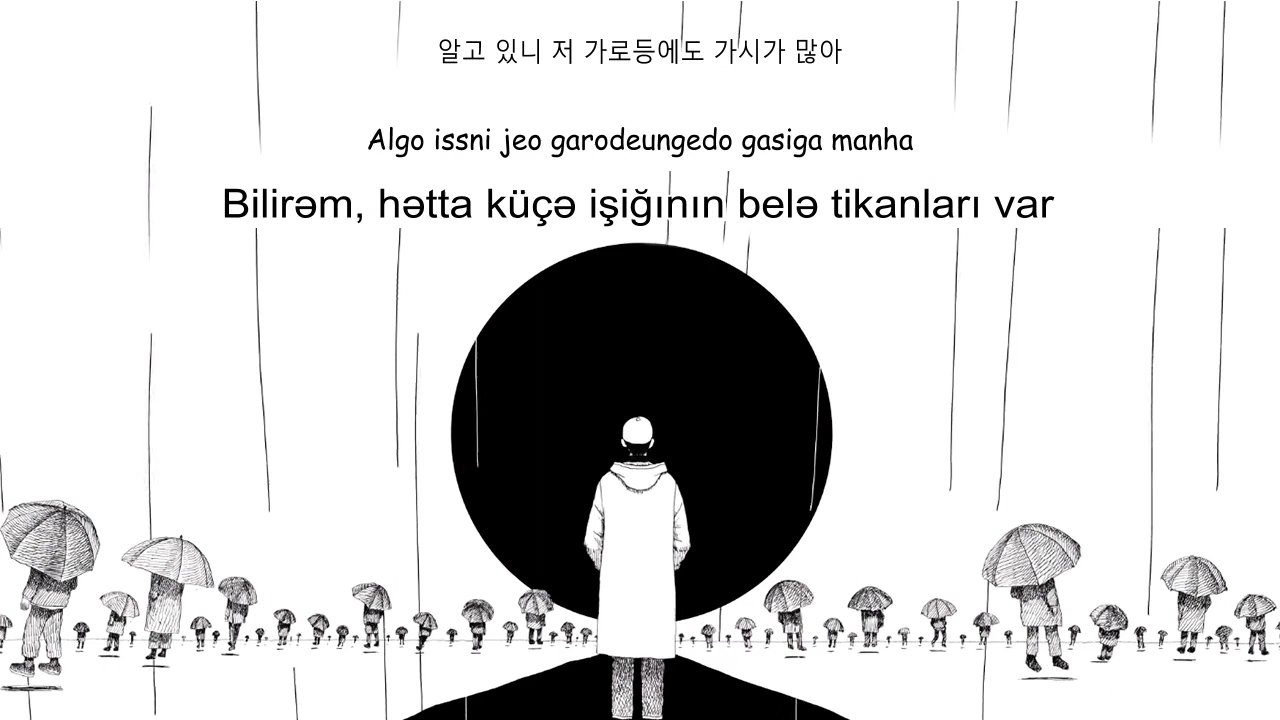 알고 있니 저 가로등에도 가시가 많아
Algo issni jeo garodeungedo gasiga manha
Bilirəm, hətta küçə işiğının belə tikanları var